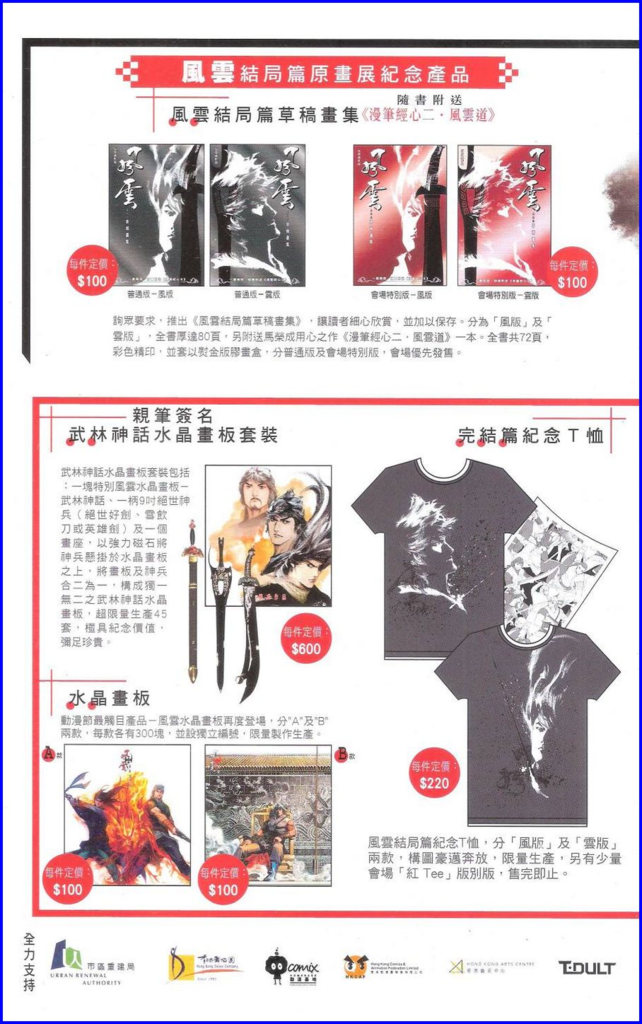 風雲結局篇原畫展紀念產品
隨書附送
風雲結局篇草稿畫集《漫筆經心二・風雲道》
風雲
風雲
風雲
風雲
每件定價：
$100
每件定價：
$100
普通版－風版
普通版－雲版
會場特別版－風版
會場特別版－雲版
詢眾要求，推出《風雲結局篇草稿畫集》，讓讀者細心欣賞，並加以保存。分為「風版」及「
雲版」，全書厚達80頁，另附送馬榮成用心之作《漫筆經心二．風雲道》一本。全書共72頁，
彩色精印，並套以熨金版膠畫盒，分普通版及會場特別版，會場優先發售。
親筆簽名
武林神話水晶畫板套裝
武林神話水晶畫板套裝包括
：一塊特別風雲水晶畫板－
武林神話、一柄9吋絕世神
兵（絕世好劍、雪飲
刀或英雄劍）及一個
畫座，以強力磁石將
神兵懸掛於水晶畫板
之上，將畫板及神兵
合二為一，構成獨一
無二之武林神話水晶
畫板，超限量生產45
套，極具紀念價值，
彌足珍貴。
每件定價：
$600
完結篇紀念T恤
每件定價：
$220
風雲結局篇紀念T恤，分「風版」及「雲版」
兩款，構圖豪邁奔放，限量生產，另有少量
會場「紅 Tee」版別版，售完即止。
水晶畫板
動漫節最觸目產品－風雲水晶畫板再度登場，分"A"及"B"
兩款，每款各有300塊，並設獨立編號，限量製作生產。
A款
B款
每件定價：
$100
每件定價：
$100
全力支持
市區重建局
URBAN RENEWAL
AUTHORITY
Hong Kong Dance Company
Since 1981
comix
HOMEBASE
Hong Kong Comics &
Animation Federation Limited
HKCAF
HONG KONG ARTS CENTRE
香港藝術中心
T.DULT